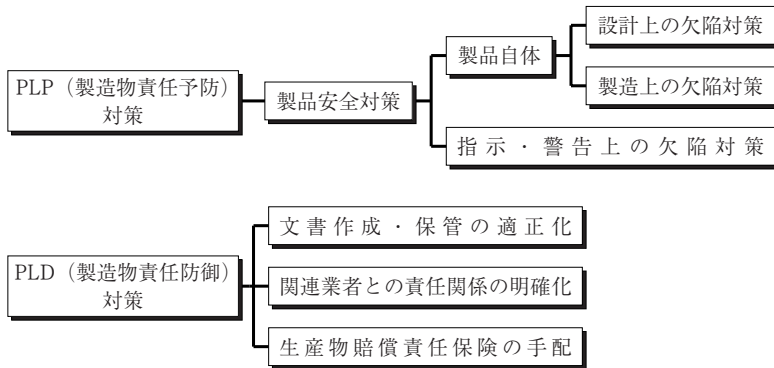 設計上の欠陥対策
製品自体
PLP（製造物責任予防）
対策
製品安全対策
製造上の欠陥対策
指示・警告上の欠陥対策
文書作成・保管の適正化
PLD（製造物責任防御）
対策
関連業者との責任関係の明確化
生産物賠償責任保険の手配